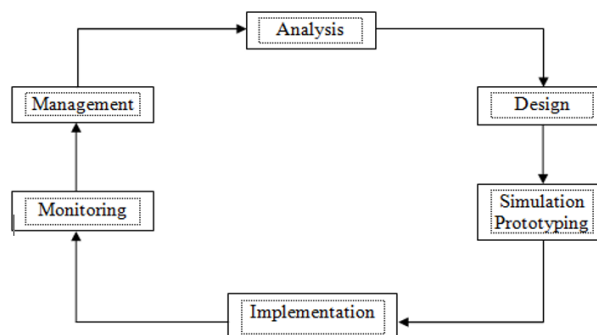 Analysis
Design
Simulation
Prototyping
Implementation
Monitoring
Management